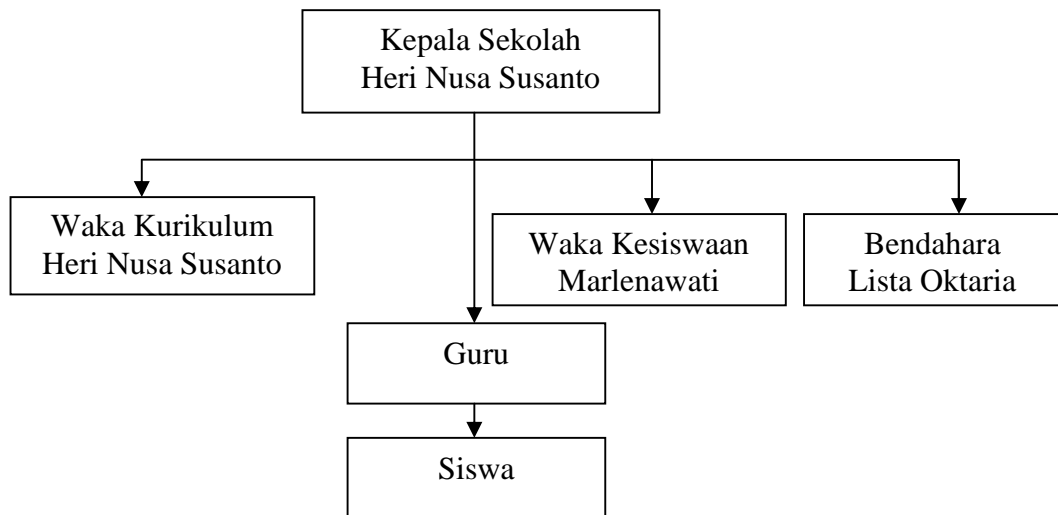 Kepala Sekolah
Heri Nusa Susanto
Waka Kurikulum
Heri Nusa Susanto
Waka Kesiswaan
Marlenawati
Bendahara
Lista Oktaria
Guru
Siswa